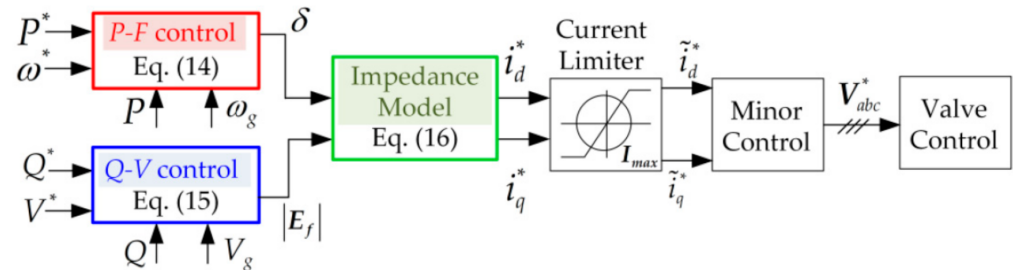 P*
ω*
P-F control
Eq. (14)
P
ω_g
δ
Q*
V*
Q-V control
Eq. (15)
Q
V_g
|E_f|
Impedance
Model
Eq. (16)
i_d^*
i_q^*
Current
Limiter
I_max
ĩ_d^*
ĩ_q^*
Minor
Control
V_abc^*
Valve
Control